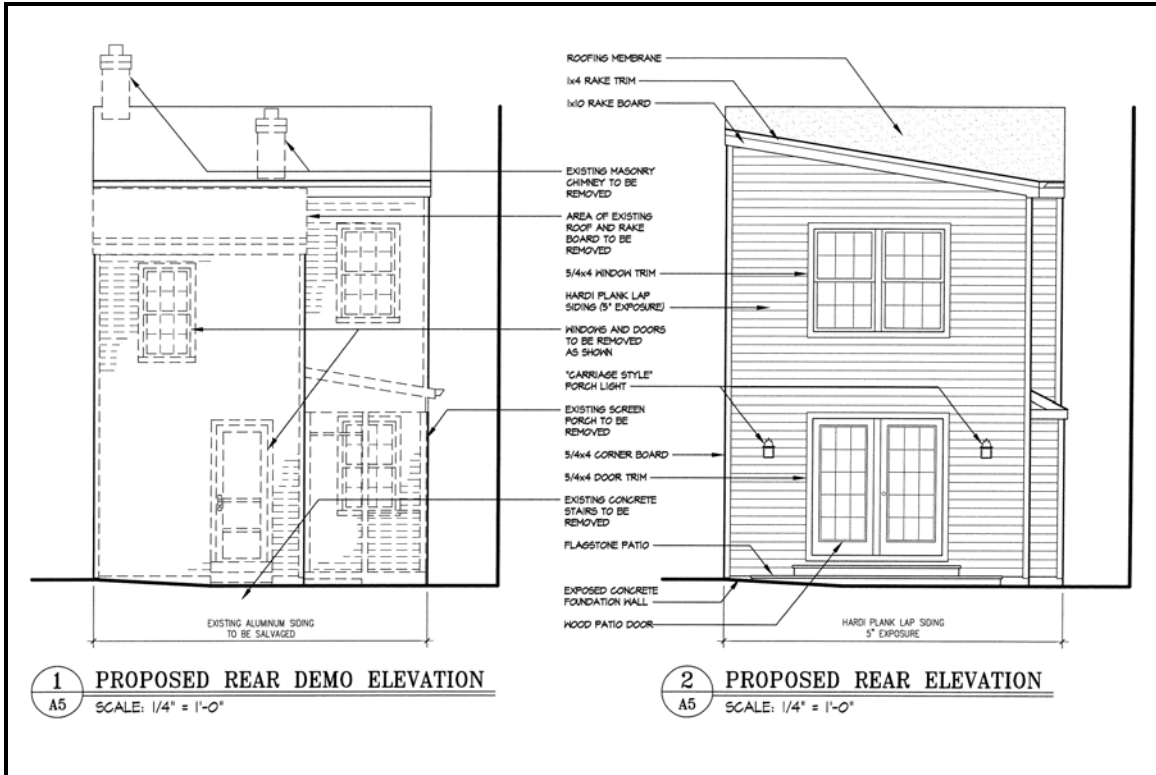 ROOFING MEMBRANE
1x4 RAKE TRIM
1x10 RAKE BOARD
EXISTING MASONRY
CHIMNEY TO BE
REMOVED
AREA OF EXISTING
ROOF AND RAKE
BOARD TO BE
REMOVED
5/4x4 WINDOW TRIM
HARDI PLANK LAP
SIDING (5" EXPOSURE)
WINDOWS AND DOORS
TO BE REMOVED
AS SHOWN
"CARRIAGE STYLE"
PORCH LIGHT
EXISTING SCREEN
PORCH TO BE
REMOVED
5/4x4 CORNER BOARD
5/4x4 DOOR TRIM
EXISTING CONCRETE
STAIRS TO BE
REMOVED
FLAGSTONE PATIO
EXPOSED CONCRETE
FOUNDATION WALL
WOOD PATIO DOOR
EXISTING ALUMINUM SIDING
TO BE SALVAGED
HARDI PLANK LAP SIDING
5" EXPOSURE
1
A5
PROPOSED REAR DEMO ELEVATION
SCALE: 1/4" = 1'-0"
2
A5
PROPOSED REAR ELEVATION
SCALE: 1/4" = 1'-0"